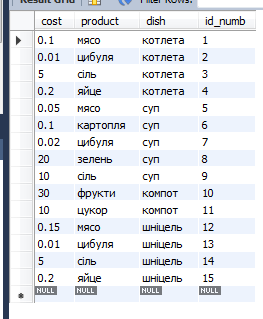 Result Grid Filter Rows:
cost product dish id_numb
0.1 мясо котлета 1
0.01 цибуля котлета 2
5 сіль котлета 3
0.2 яйце котлета 4
0.05 мясо суп 5
0.1 картопля суп 6
0.02 цибуля суп 7
20 зелень суп 8
10 сіль суп 9
30 фрукти компот 10
10 цукор компот 11
0.15 мясо шніцель 12
0.01 цибуля шніцель 13
5 сіль шніцель 14
0.2 яйце шніцель 15
NULL NULL NULL NULL